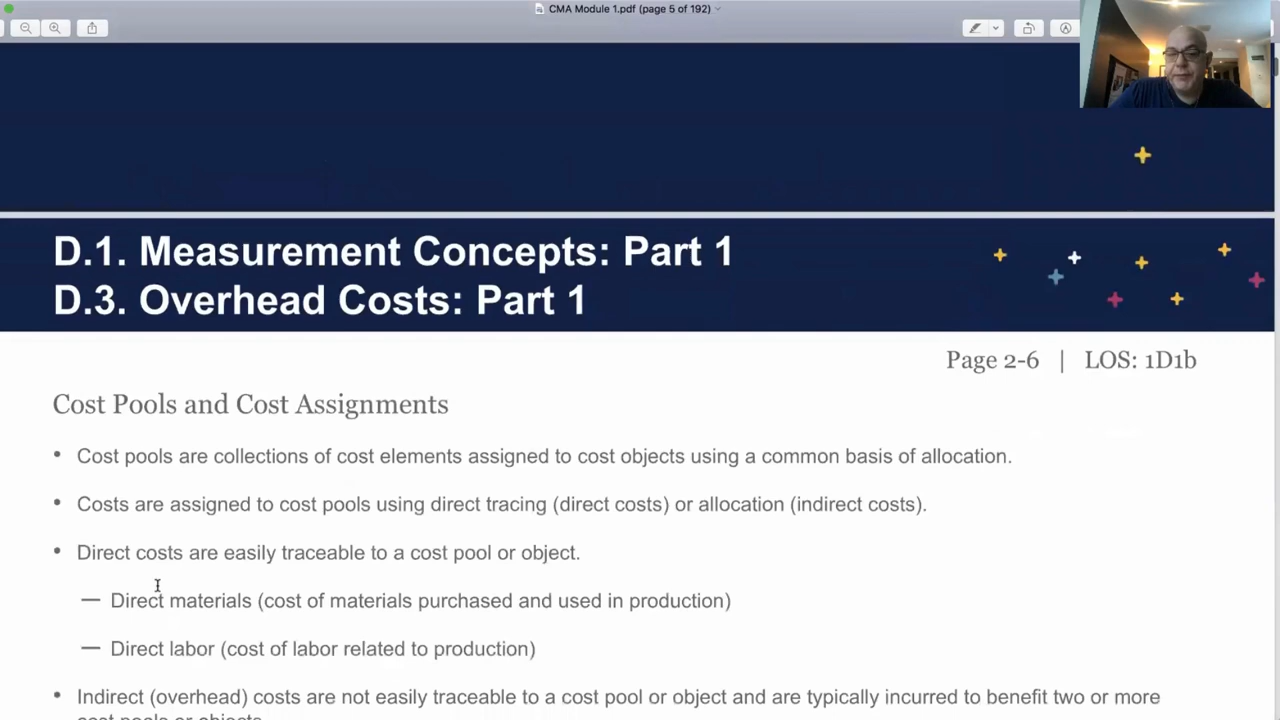 CMA Module 1.pdf (page 5 of 192)
D.1. Measurement Concepts: Part 1
D.3. Overhead Costs: Part 1
Page 2-6 | LOS: 1D1b
Cost Pools and Cost Assignments
• Cost pools are collections of cost elements assigned to cost objects using a common basis of allocation.
• Costs are assigned to cost pools using direct tracing (direct costs) or allocation (indirect costs).
• Direct costs are easily traceable to a cost pool or object.
— Direct materials (cost of materials purchased and used in production)
— Direct labor (cost of labor related to production)
• Indirect (overhead) costs are not easily traceable to a cost pool or object and are typically incurred to benefit two or more
cost pools or objects